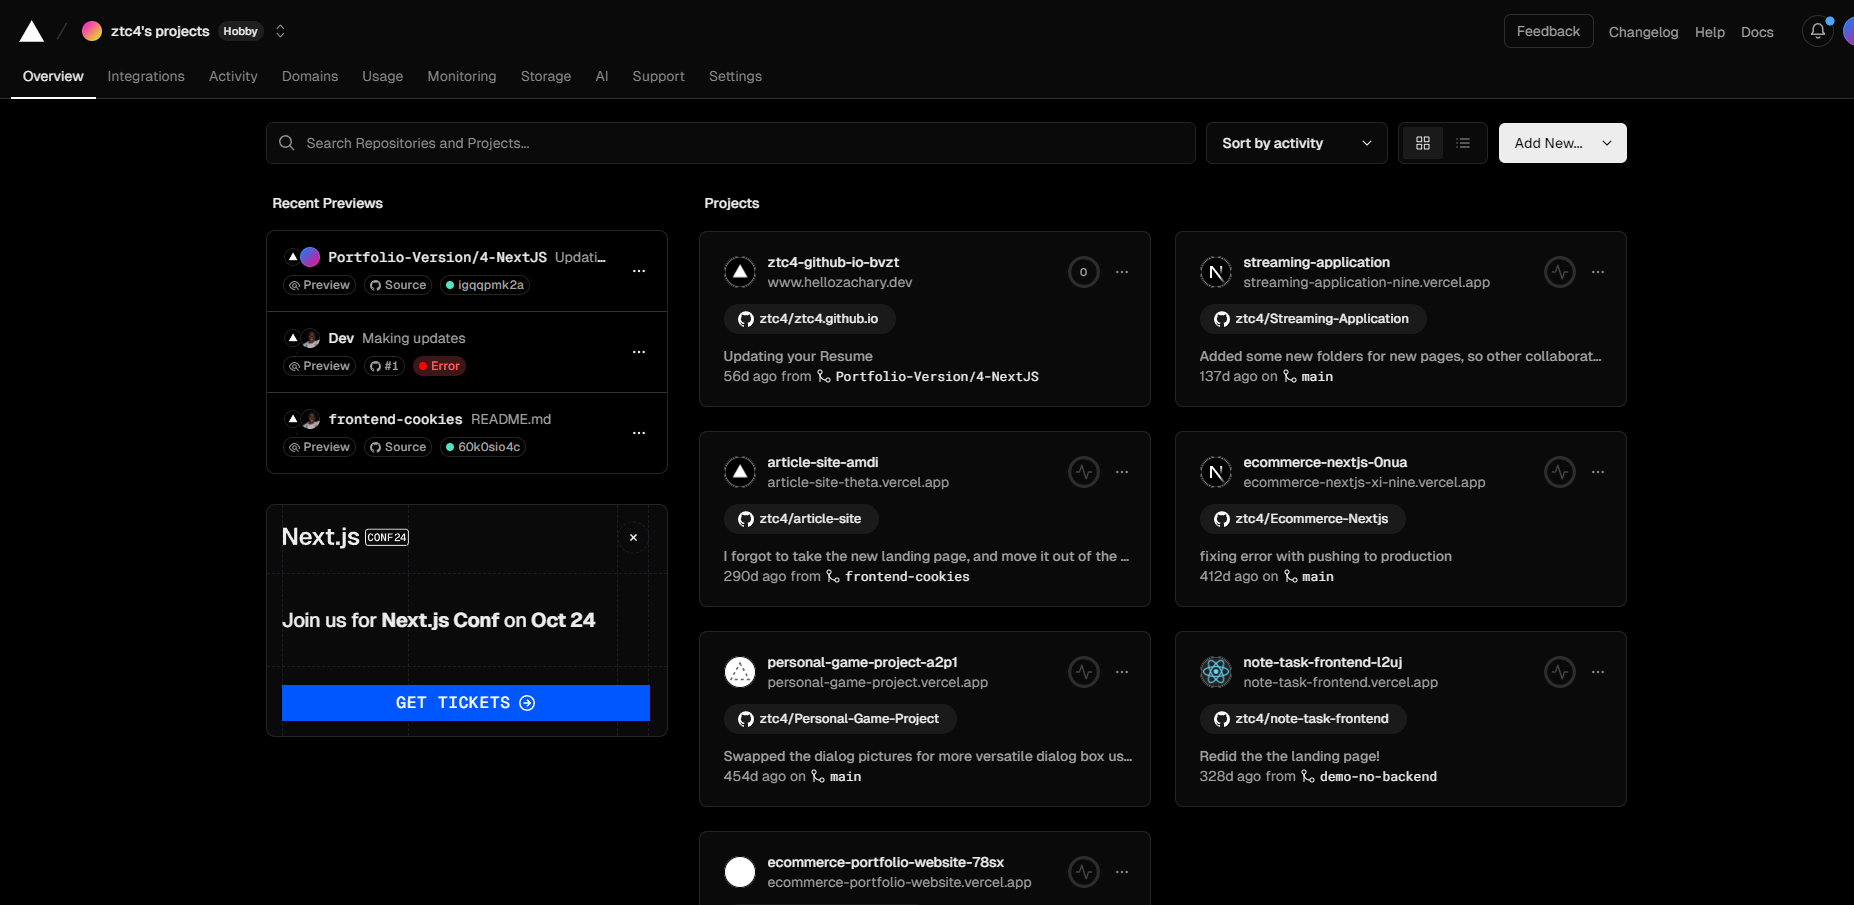 ztc4's projects Hobby
Feedback Changelog Help Docs
Overview Integrations Activity Domains Usage Monitoring Storage AI Support Settings
Search Repositories and Projects...
Sort by activity
Add New...
Recent Previews
Portfolio-Version/4-NextJS Updati...
Preview Source igqqpmk2a
Dev Making updates
Preview #1 Error
frontend-cookies README.md
Preview Source 60k0sio4c
Next.js CONF24
Join us for Next.js Conf on Oct 24
GET TICKETS
Projects
ztc4-github-io-bvzt
www.hellozachary.dev
0
ztc4/ztc4.github.io
Updating your Resume
56d ago from Portfolio-Version/4-NextJS
streaming-application
streaming-application-nine.vercel.app
ztc4/Streaming-Application
Added some new folders for new pages, so other collaborat...
137d ago on main
article-site-amdi
article-site-theta.vercel.app
ztc4/article-site
I forgot to take the new landing page, and move it out of the ...
290d ago from frontend-cookies
ecommerce-nextjs-0nua
ecommerce-nextjs-xi-nine.vercel.app
ztc4/Ecommerce-Nextjs
fixing error with pushing to production
412d ago on main
personal-game-project-a2p1
personal-game-project.vercel.app
ztc4/Personal-Game-Project
Swapped the dialog pictures for more versatile dialog box us...
454d ago on main
note-task-frontend-l2uj
note-task-frontend.vercel.app
ztc4/note-task-frontend
Redid the the landing page!
328d ago from demo-no-backend
ecommerce-portfolio-website-78sx
ecommerce-portfolio-website.vercel.app